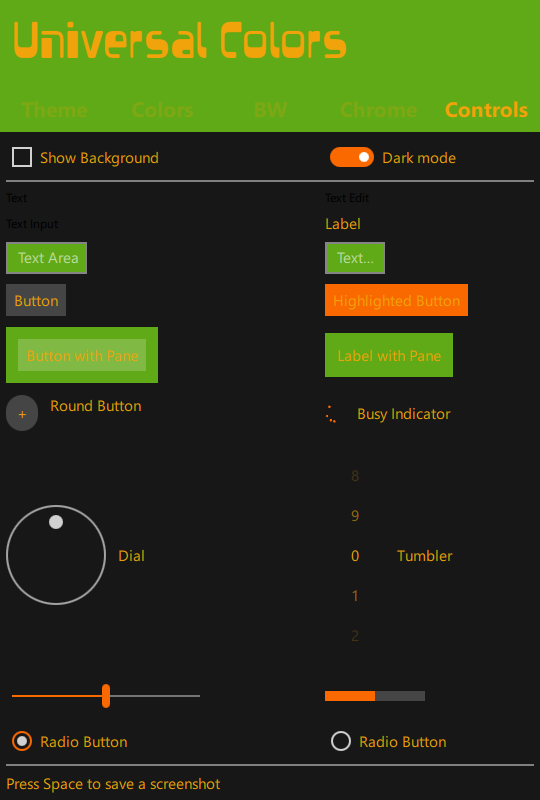 Universal Colors
Theme Colors BW Chrome Controls
Show Background Dark mode
Text Text Edit
Text Input Label
Text Area Text...
Button Highlighted Button
Button with Pane Label with Pane
+ Round Button Busy Indicator
8
9
Dial 0 Tumbler
1
2
Radio Button Radio Button
Press Space to save a screenshot